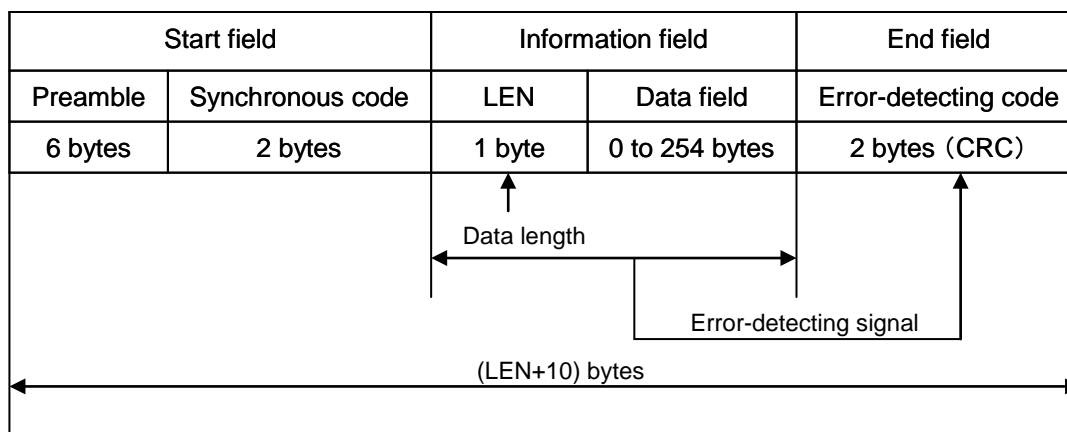 Start field Information field End field
Preamble Synchronous code LEN Data field Error-detecting code
6 bytes 2 bytes 1 byte 0 to 254 bytes 2 bytes（CRC）
Data length
Error-detecting signal
(LEN+10) bytes